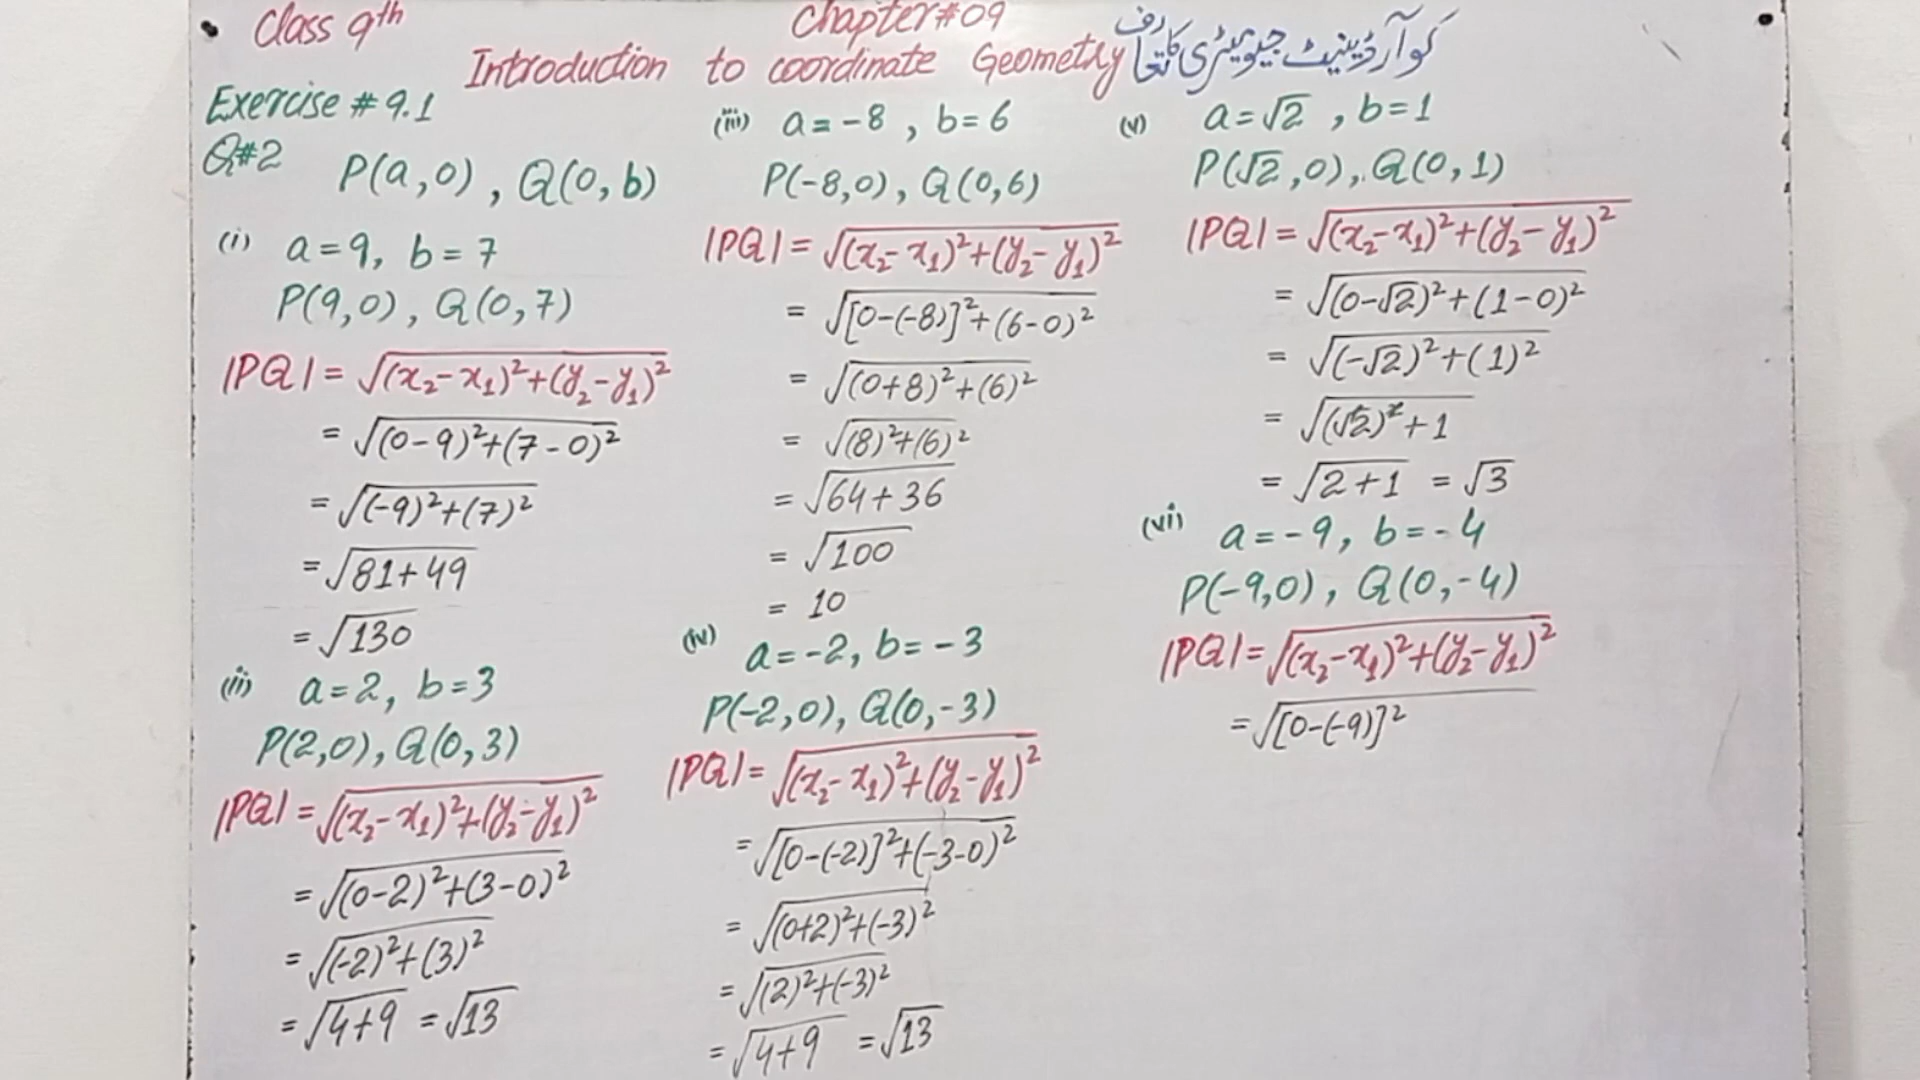 Class 9th Chapter#09
Introduction to coordinate Geometry کوآرڈینیٹ جیومیٹری کا تعارف
Exercise # 9.1
Q#2 P(a,0), Q(0,b)
(i) a=9, b=7
P(9,0), Q(0,7)
|PQ| = √((x₂-x₁)²+(y₂-y₁)²)
= √((0-9)²+(7-0)²)
= √((-9)²+(7)²)
= √(81+49)
= √130
(ii) a=2, b=3
P(2,0), Q(0,3)
|PQ| = √((x₂-x₁)²+(y₂-y₁)²)
= √((0-2)²+(3-0)²)
= √((-2)²+(3)²)
= √(4+9) = √13
(iii) a=-8, b=6
P(-8,0), Q(0,6)
|PQ| = √((x₂-x₁)²+(y₂-y₁)²)
= √([0-(-8)]²+(6-0)²)
= √((0+8)²+(6)²)
= √((8)²+(6)²)
= √(64+36)
= √100
= 10
(iv) a=-2, b=-3
P(-2,0), Q(0,-3)
|PQ| = √((x₂-x₁)²+(y₂-y₁)²)
= √([0-(-2)]²+(-3-0)²)
= √((0+2)²+(-3)²)
= √((2)²+(-3)²)
= √(4+9) = √13
(v) a=√2, b=1
P(√2,0), Q(0,1)
|PQ| = √((x₂-x₁)²+(y₂-y₁)²)
= √((0-√2)²+(1-0)²)
= √((-√2)²+(1)²)
= √((√2)²+1)
= √(2+1) = √3
(vi) a=-9, b=-4
P(-9,0), Q(0,-4)
|PQ| = √((x₂-x₁)²+(y₂-y₁)²)
= √([0-(-9)]²